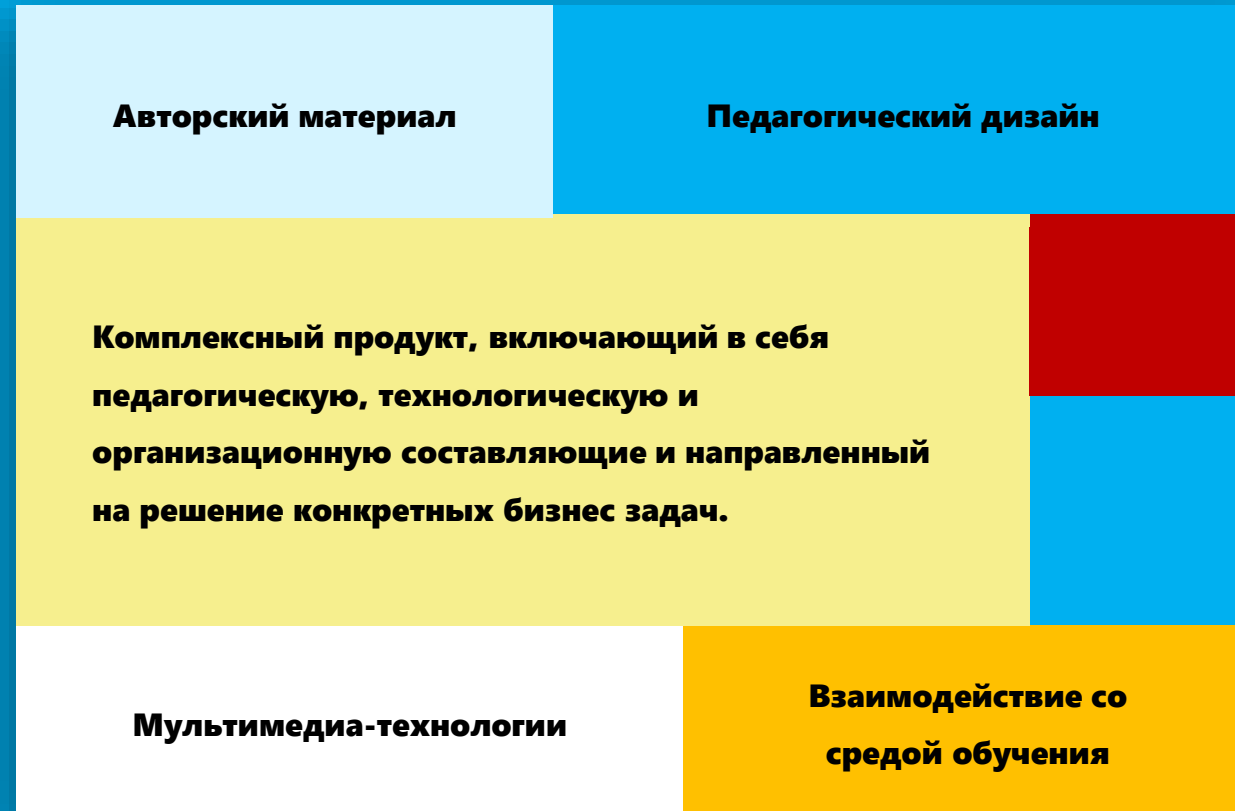 Авторский материал
Педагогический дизайн
Комплексный продукт, включающий в себя
педагогическую, технологическую и
организационную составляющие и направленный
на решение конкретных бизнес задач.
Мультимедиа-технологии
Взаимодействие со
средой обучения